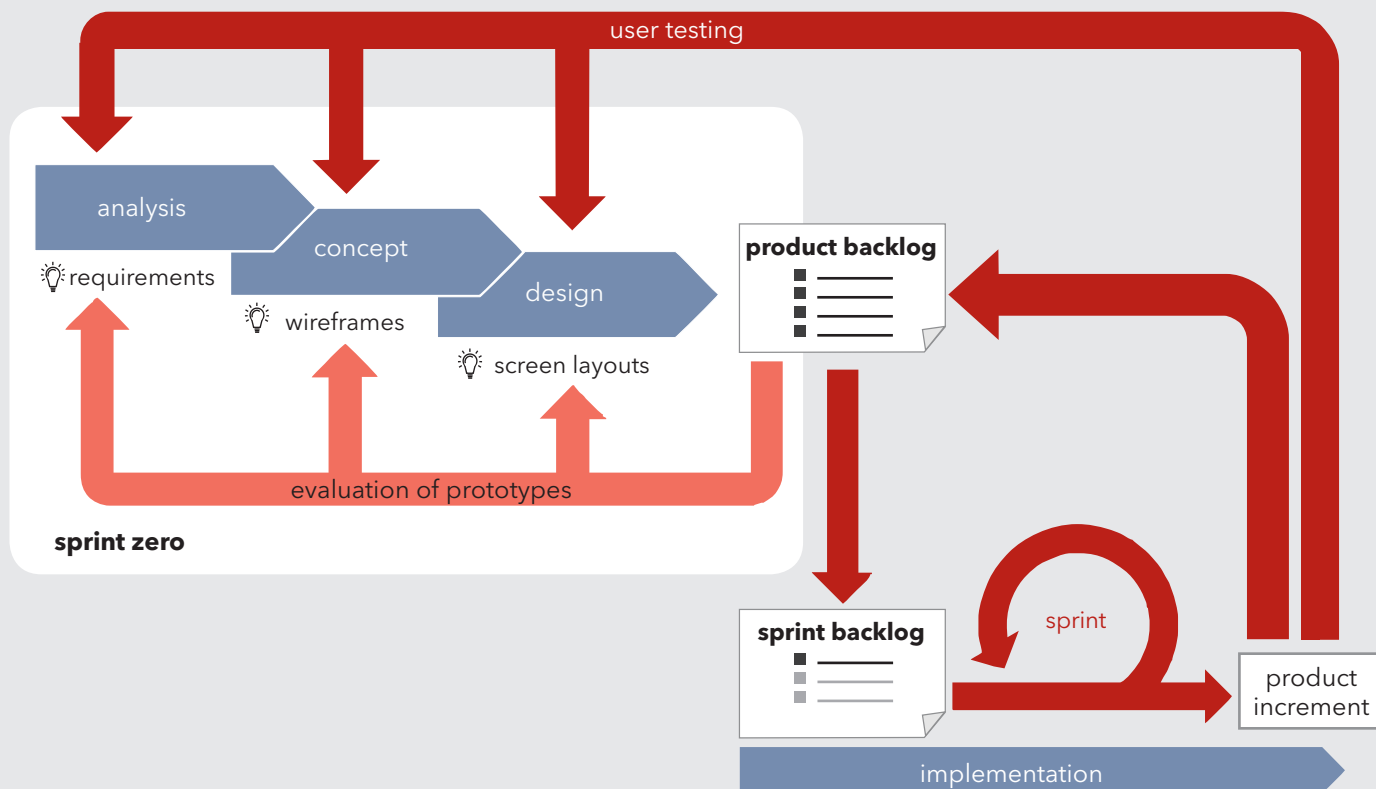 user testing
analysis
requirements
concept
wireframes
design
screen layouts
evaluation of prototypes
sprint zero
product backlog
sprint backlog
sprint
product
increment
implementation